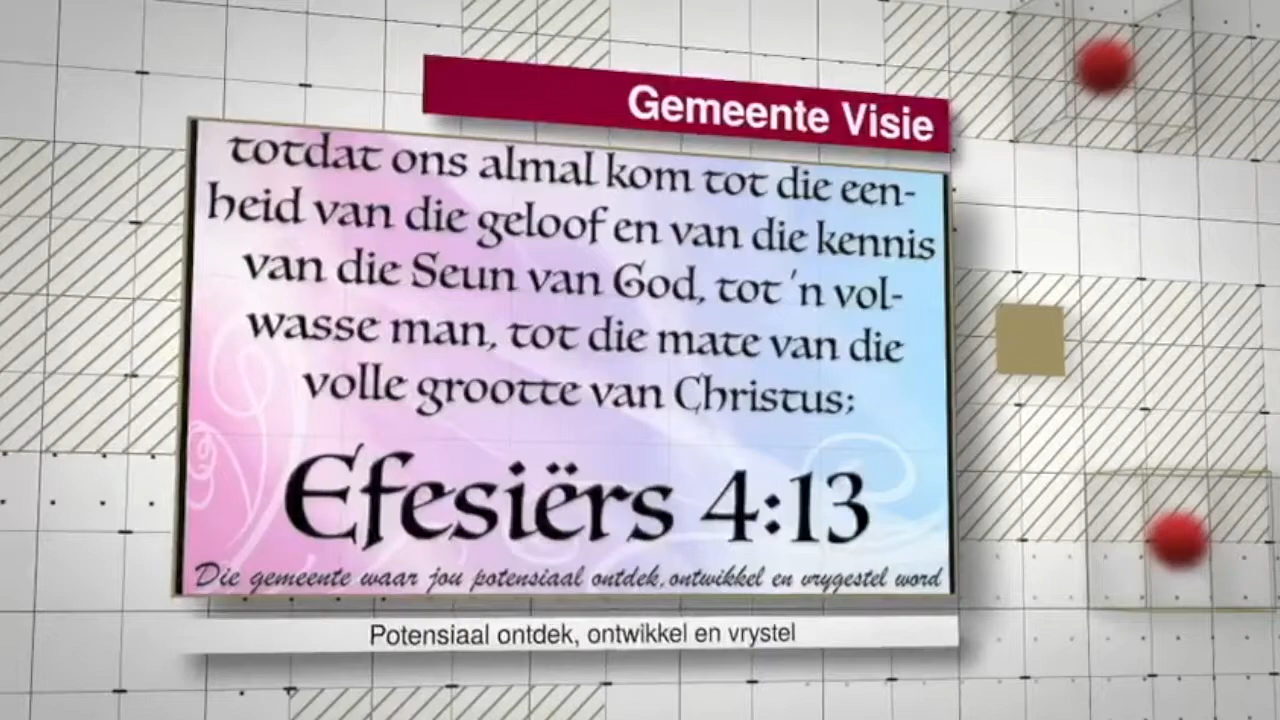 Gemeente Visie
totdat ons almal kom tot die een-
heid van die geloof en van die kennis
van die Seun van God, tot 'n vol-
wasse man, tot die mate van die
volle grootte van Christus;
Efesiërs 4:13
Die gemeente waar jou potensiaal ontdek, ontwikkel en vrygestel word
Potensiaal ontdek, ontwikkel en vrystel